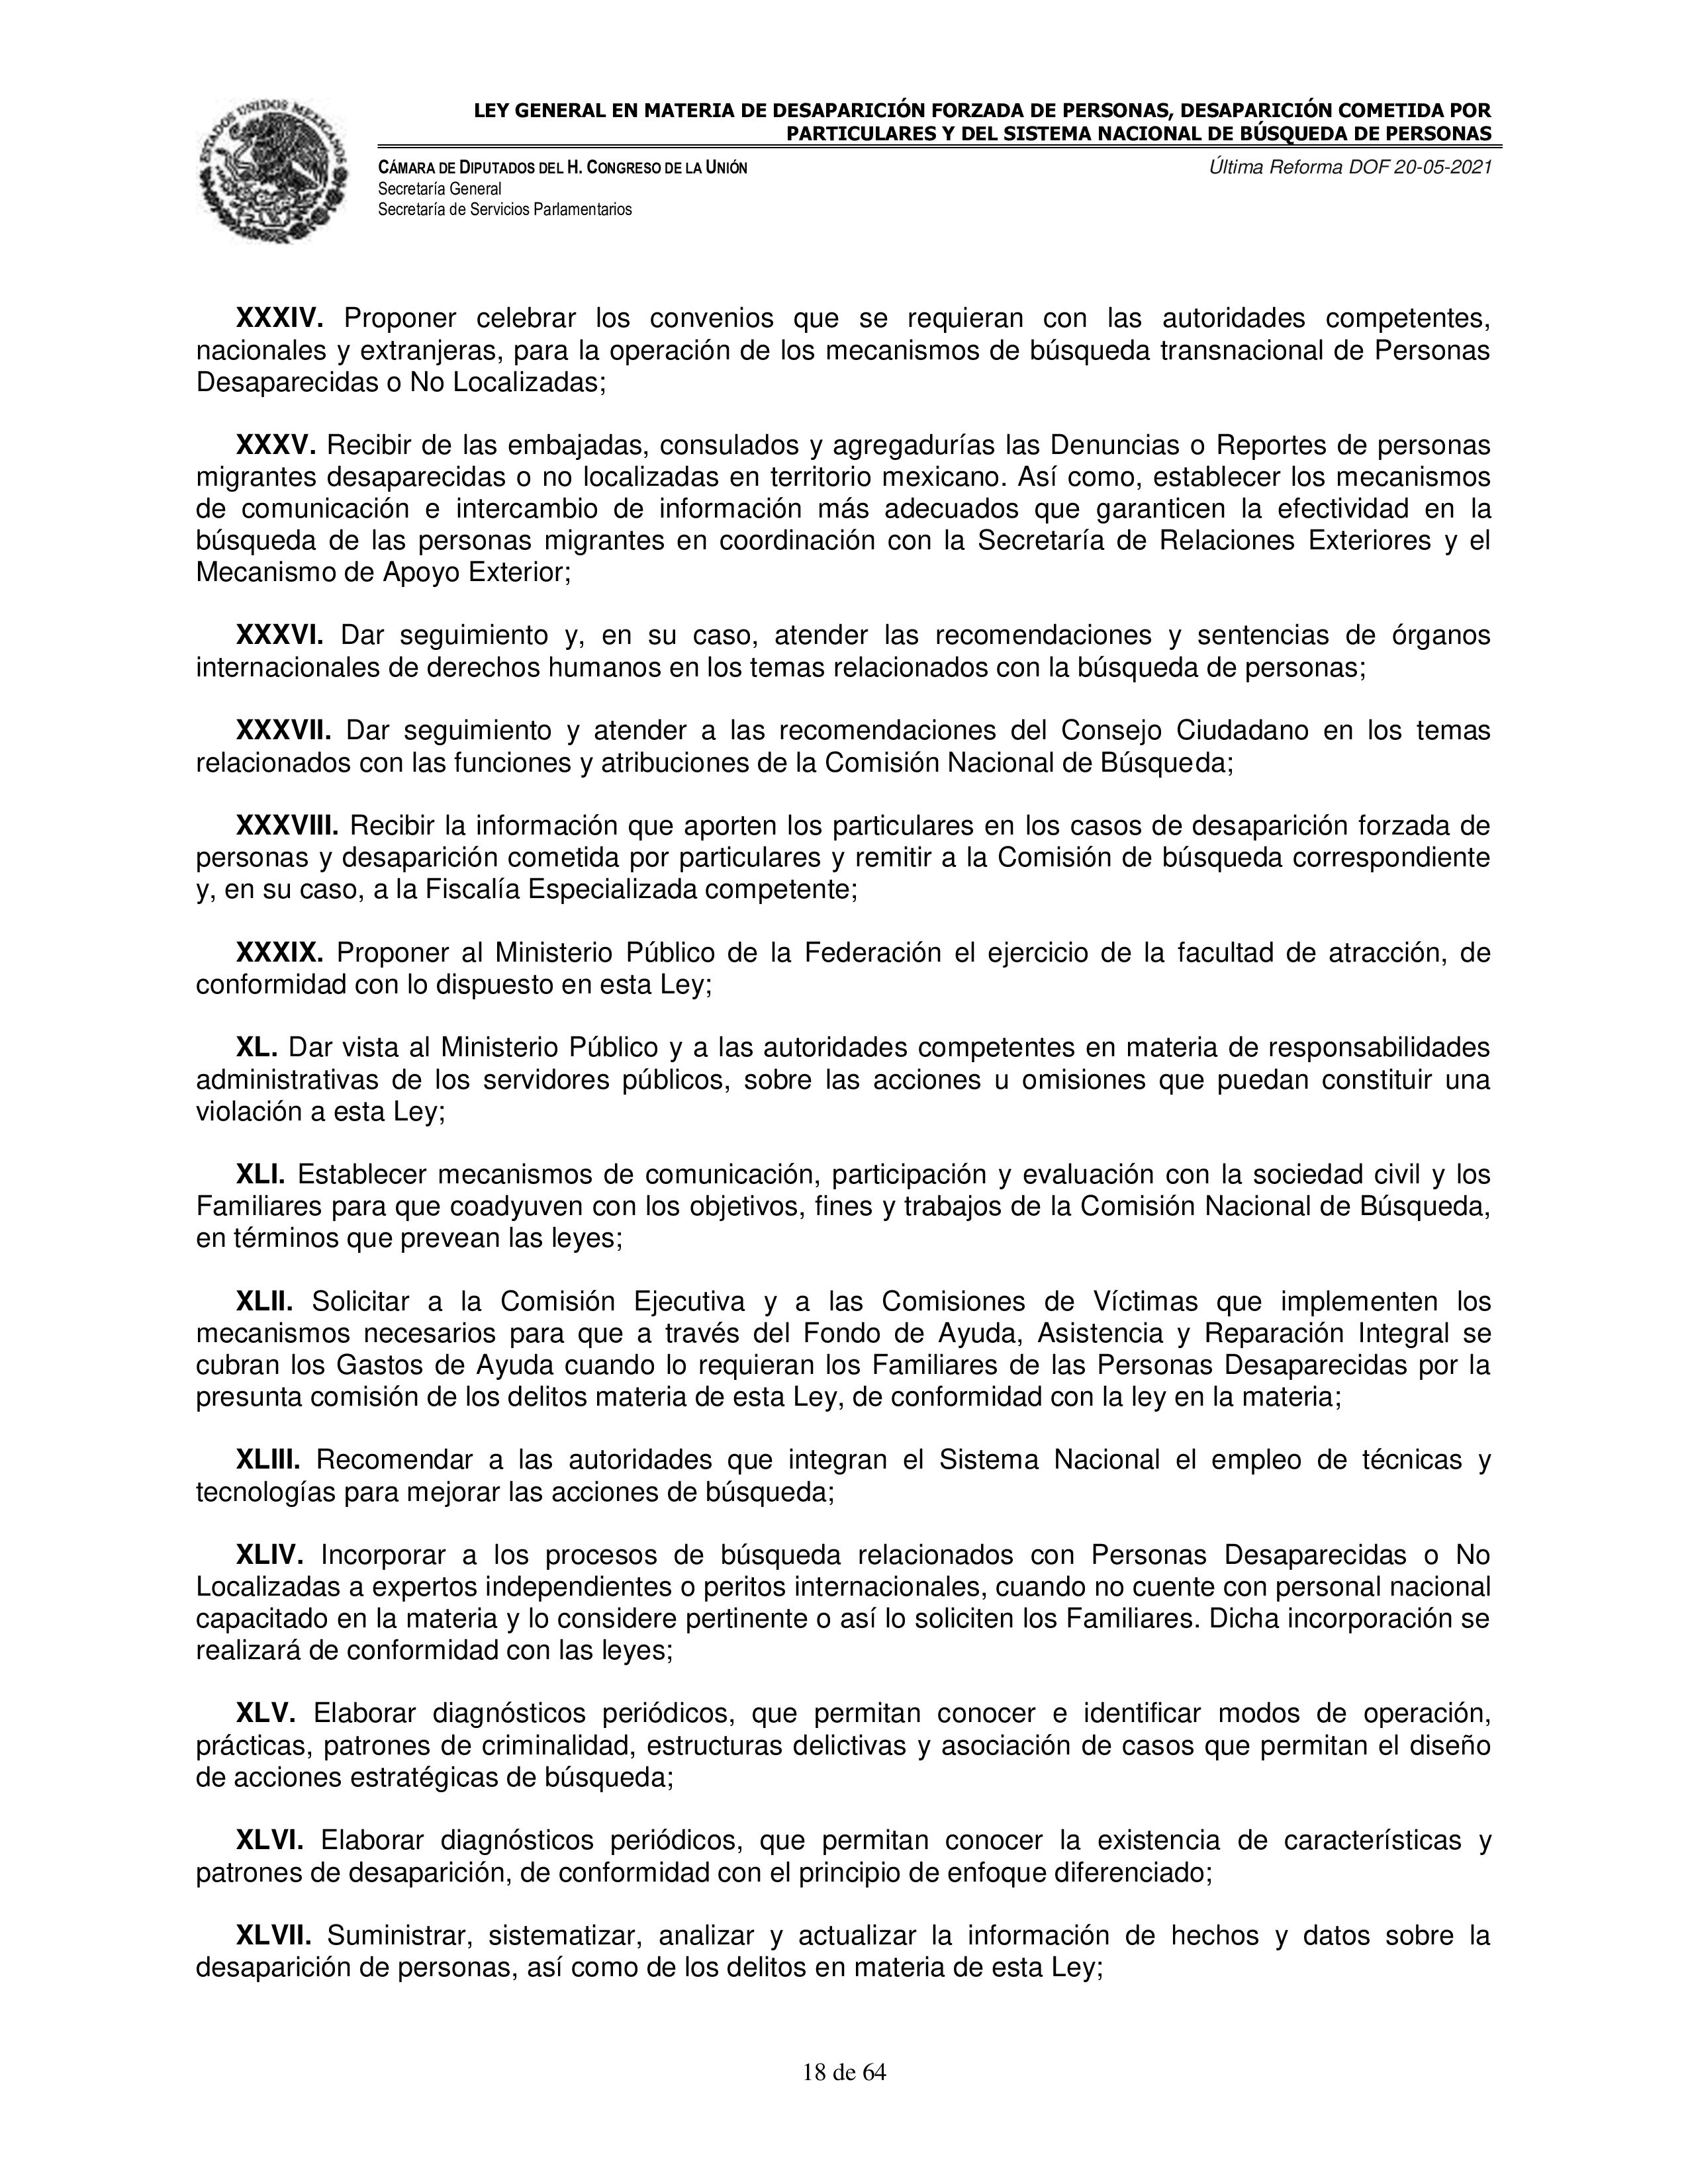 ESTADOS UNIDOS MEXICANOS
LEY GENERAL EN MATERIA DE DESAPARICIÓN FORZADA DE PERSONAS, DESAPARICIÓN COMETIDA POR
PARTICULARES Y DEL SISTEMA NACIONAL DE BÚSQUEDA DE PERSONAS
CÁMARA DE DIPUTADOS DEL H. CONGRESO DE LA UNIÓN
Última Reforma DOF 20-05-2021
Secretaría General
Secretaría de Servicios Parlamentarios
XXXIV. Proponer celebrar los convenios que se requieran con las autoridades competentes,
nacionales y extranjeras, para la operación de los mecanismos de búsqueda transnacional de Personas
Desaparecidas o No Localizadas;
XXXV. Recibir de las embajadas, consulados y agregadurías las Denuncias o Reportes de personas
migrantes desaparecidas o no localizadas en territorio mexicano. Así como, establecer los mecanismos
de comunicación e intercambio de información más adecuados que garanticen la efectividad en la
búsqueda de las personas migrantes en coordinación con la Secretaría de Relaciones Exteriores y el
Mecanismo de Apoyo Exterior;
XXXVI. Dar seguimiento y, en su caso, atender las recomendaciones y sentencias de órganos
internacionales de derechos humanos en los temas relacionados con la búsqueda de personas;
XXXVII. Dar seguimiento y atender a las recomendaciones del Consejo Ciudadano en los temas
relacionados con las funciones y atribuciones de la Comisión Nacional de Búsqueda;
XXXVIII. Recibir la información que aporten los particulares en los casos de desaparición forzada de
personas y desaparición cometida por particulares y remitir a la Comisión de búsqueda correspondiente
y, en su caso, a la Fiscalía Especializada competente;
XXXIX. Proponer al Ministerio Público de la Federación el ejercicio de la facultad de atracción, de
conformidad con lo dispuesto en esta Ley;
XL. Dar vista al Ministerio Público y a las autoridades competentes en materia de responsabilidades
administrativas de los servidores públicos, sobre las acciones u omisiones que puedan constituir una
violación a esta Ley;
XLI. Establecer mecanismos de comunicación, participación y evaluación con la sociedad civil y los
Familiares para que coadyuven con los objetivos, fines y trabajos de la Comisión Nacional de Búsqueda,
en términos que prevean las leyes;
XLII. Solicitar a la Comisión Ejecutiva y a las Comisiones de Víctimas que implementen los
mecanismos necesarios para que a través del Fondo de Ayuda, Asistencia y Reparación Integral se
cubran los Gastos de Ayuda cuando lo requieran los Familiares de las Personas Desaparecidas por la
presunta comisión de los delitos materia de esta Ley, de conformidad con la ley en la materia;
XLIII. Recomendar a las autoridades que integran el Sistema Nacional el empleo de técnicas y
tecnologías para mejorar las acciones de búsqueda;
XLIV. Incorporar a los procesos de búsqueda relacionados con Personas Desaparecidas o No
Localizadas a expertos independientes o peritos internacionales, cuando no cuente con personal nacional
capacitado en la materia y lo considere pertinente o así lo soliciten los Familiares. Dicha incorporación se
realizará de conformidad con las leyes;
XLV. Elaborar diagnósticos periódicos, que permitan conocer e identificar modos de operación,
prácticas, patrones de criminalidad, estructuras delictivas y asociación de casos que permitan el diseño
de acciones estratégicas de búsqueda;
XLVI. Elaborar diagnósticos periódicos, que permitan conocer la existencia de características y
patrones de desaparición, de conformidad con el principio de enfoque diferenciado;
XLVII. Suministrar, sistematizar, analizar y actualizar la información de hechos y datos sobre la
desaparición de personas, así como de los delitos en materia de esta Ley;
18 de 64